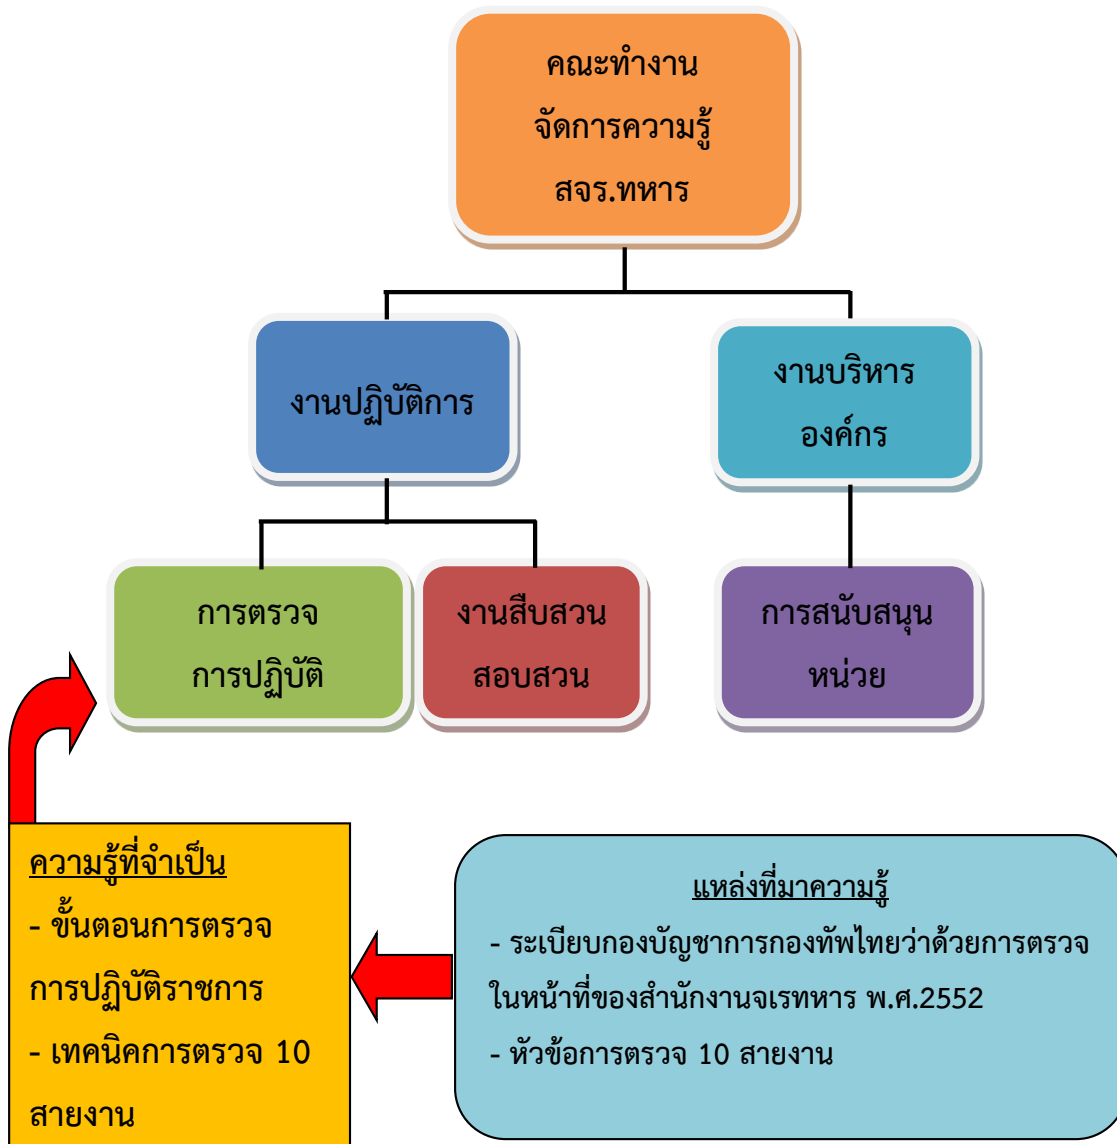 คณะทำงาน
จัดการความรู้
สจร.ทหาร
งานปฏิบัติการ
งานบริหาร
องค์กร
การตรวจ
การปฏิบัติ
งานสืบสวน
สอบสวน
การสนับสนุน
หน่วย
ความรู้ที่จำเป็น
- ขั้นตอนการตรวจ
การปฏิบัติราชการ
- เทคนิคการตรวจ 10
สายงาน
แหล่งที่มาความรู้
- ระเบียบกองบัญชาการกองทัพไทยว่าด้วยการตรวจ
ในหน้าที่ของสำนักงานจเรทหาร พ.ศ.2552
- หัวข้อการตรวจ 10 สายงาน